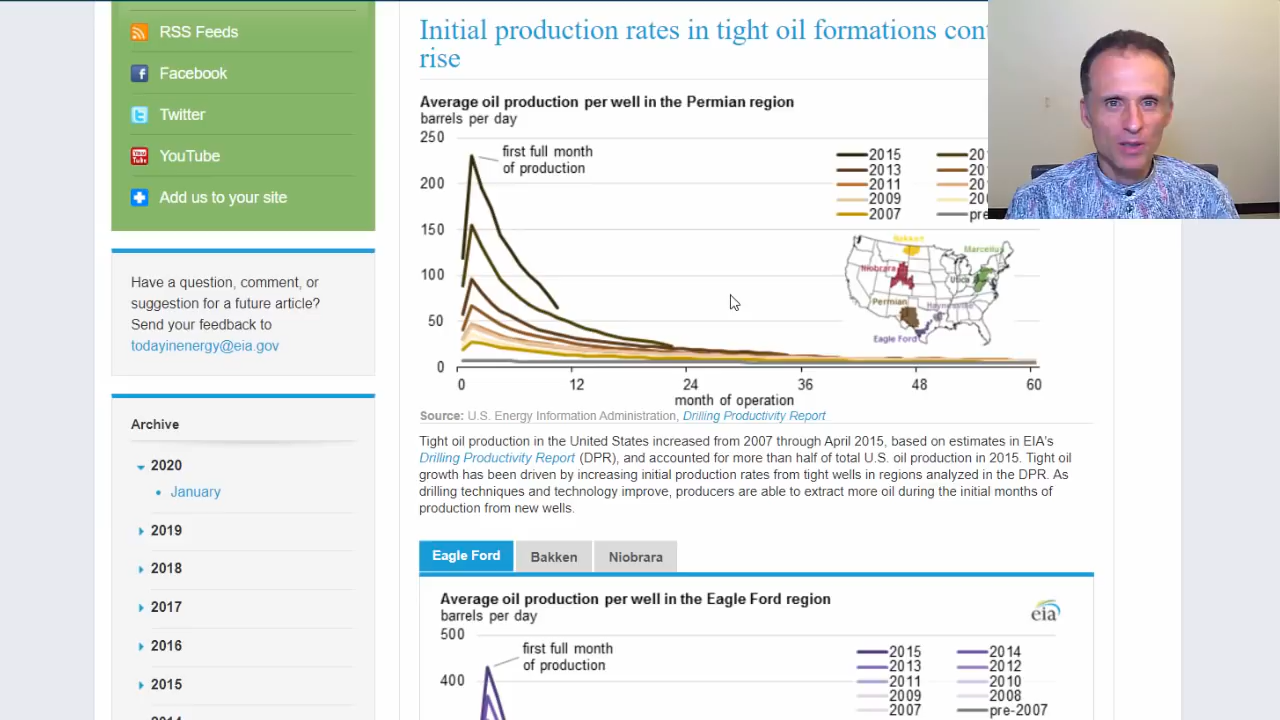 RSS Feeds
Facebook
Twitter
YouTube
Add us to your site
Have a question, comment, or
suggestion for a future article?
Send your feedback to
todayinenergy@eia.gov
Archive
2020
January
2019
2018
2017
2016
2015
Initial production rates in tight oil formations
rise
Average oil production per well in the Permian region
barrels per day
250
200
150
100
50
0
first full month
of production
2015
2013
2011
2009
2007
Bakken
Marcellus
Niobrara
Utica
Permian
Haynesville
Eagle Ford
0 12 24 36 48 60
month of operation
Source: U.S. Energy Information Administration, Drilling Productivity Report
Tight oil production in the United States increased from 2007 through April 2015, based on estimates in EIA's
Drilling Productivity Report (DPR), and accounted for more than half of total U.S. oil production in 2015. Tight oil
growth has been driven by increasing initial production rates from tight wells in regions analyzed in the DPR. As
drilling techniques and technology improve, producers are able to extract more oil during the initial months of
production from new wells.
Eagle Ford Bakken Niobrara
Average oil production per well in the Eagle Ford region
barrels per day
eia
500
400
first full month
of production
2015 2014
2013 2012
2011 2010
2009 2008
2007 pre-2007